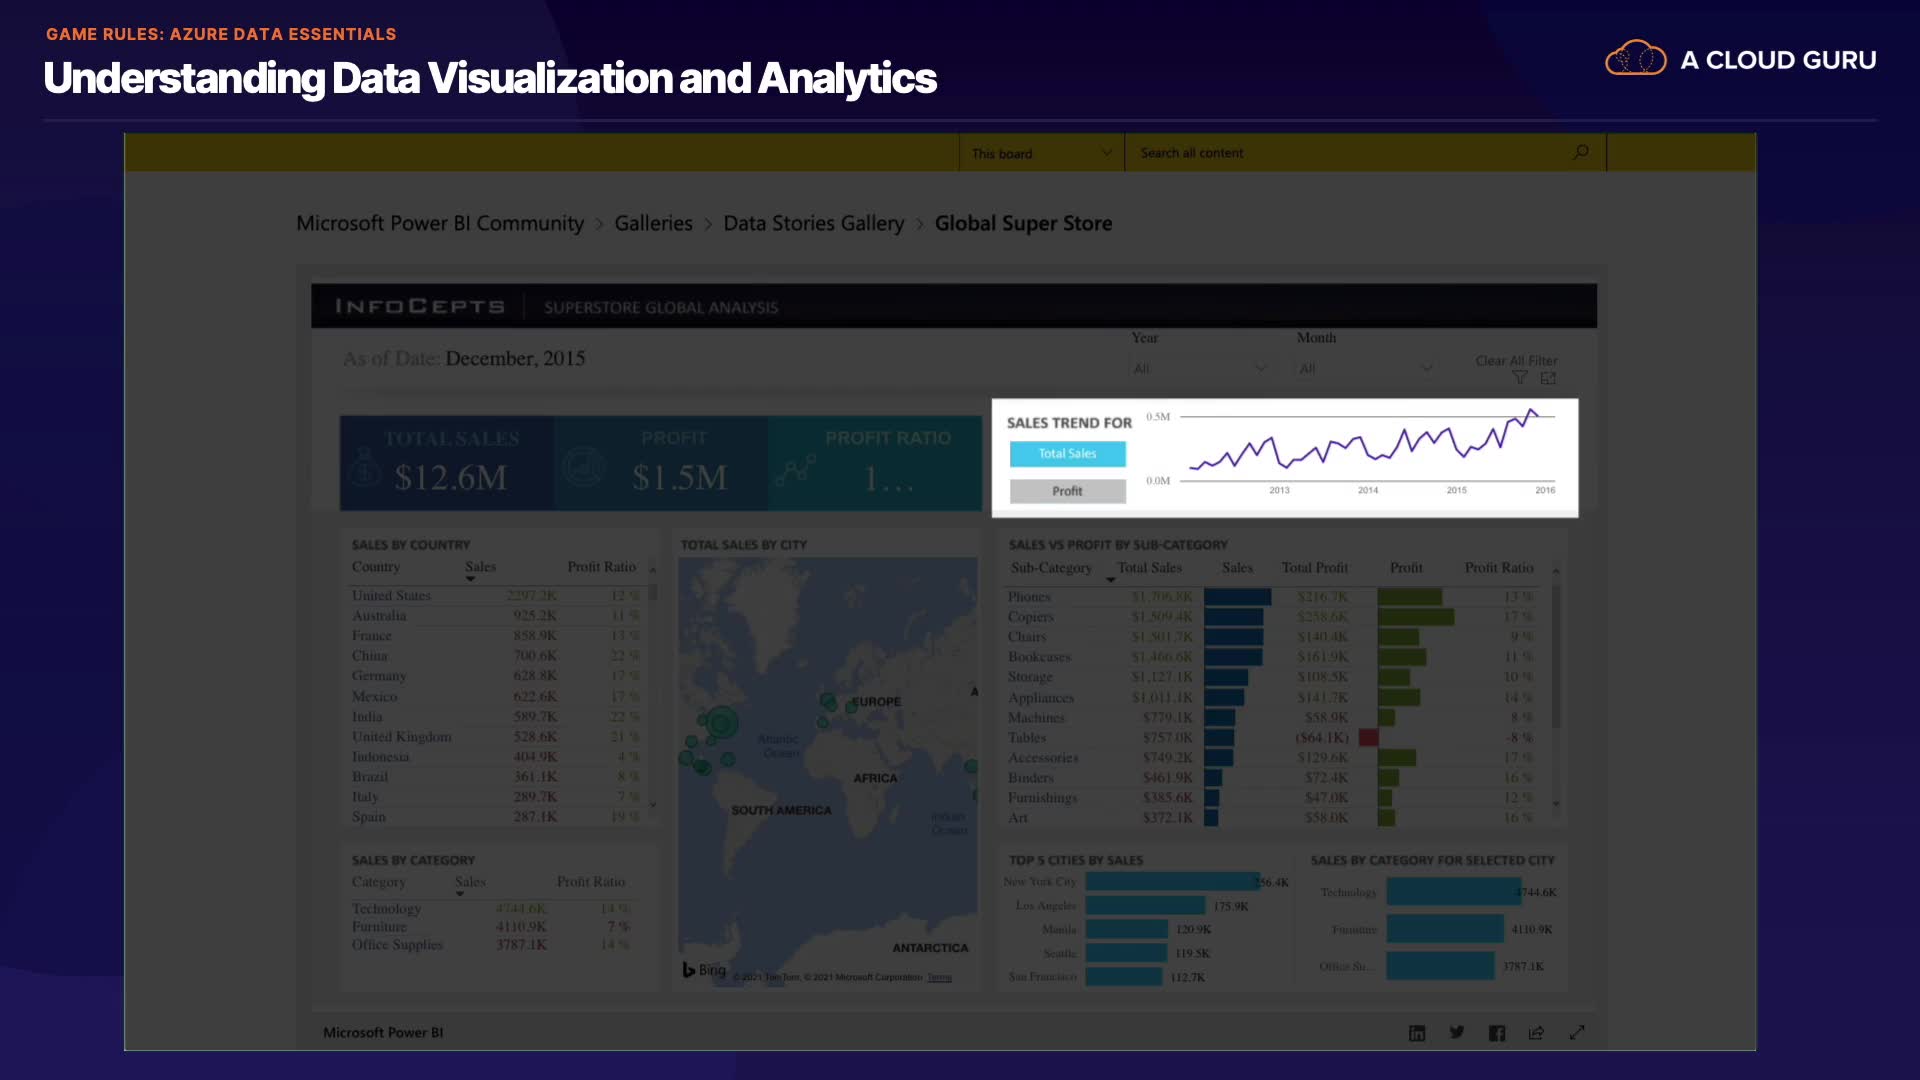 GAME RULES: AZURE DATA ESSENTIALS
Understanding Data Visualization and Analytics
A CLOUD GURU
This board
Search all content
Microsoft Power BI Community > Galleries > Data Stories Gallery > Global Super Store
INFOCEPTS
SUPERSTORE GLOBAL ANALYSIS
As of Date: December, 2015
Year
All
Month
All
Clear All Filter
TOTAL SALES
$12.6M
PROFIT
$1.5M
PROFIT RATIO
1...
SALES TREND FOR
Total Sales
Profit
0.5M
0.0M
2013 2014 2015 2016
SALES BY COUNTRY
Country Sales Profit Ratio
United States 2297.2K 12 %
Australia 925.2K 11 %
France 858.9K 13 %
China 700.6K 22 %
Germany 628.8K 17 %
Mexico 622.6K 17 %
India 589.7K 22 %
United Kingdom 528.6K 21 %
Indonesia 404.9K 4 %
Brazil 361.1K 8 %
Italy 289.7K 7 %
Spain 287.1K 19 %
TOTAL SALES BY CITY
EUROPE
A
Atlantic
Ocean
AFRICA
SOUTH AMERICA
Indian
Ocean
ANTARCTICA
Bing
© 2021 TomTom, © 2021 Microsoft Corporation Terms
SALES VS PROFIT BY SUB-CATEGORY
Sub-Category Total Sales Sales Total Profit Profit Profit Ratio
Phones $1,706.8K $216.7K 13 %
Copiers $1,509.4K $258.6K 17 %
Chairs $1,501.7K $140.4K 9 %
Bookcases $1,466.6K $161.9K 11 %
Storage $1,127.1K $108.5K 10 %
Appliances $1,011.1K $141.7K 14 %
Machines $779.1K $58.9K 8 %
Tables $757.0K ($64.1K) -8 %
Accessories $749.2K $129.6K 17 %
Binders $461.9K $72.4K 16 %
Furnishings $385.6K $47.0K 12 %
Art $372.1K $58.0K 16 %
SALES BY CATEGORY
Category Sales Profit Ratio
Technology 4744.6K 14 %
Furniture 4110.9K 7 %
Office Supplies 3787.1K 14 %
TOP 5 CITIES BY SALES
New York City 256.4K
Los Angeles 175.9K
Manila 120.9K
Seattle 119.5K
San Francisco 112.7K
SALES BY CATEGORY FOR SELECTED CITY
Technology 4744.6K
Furniture 4110.9K
Office Su... 3787.1K
Microsoft Power BI